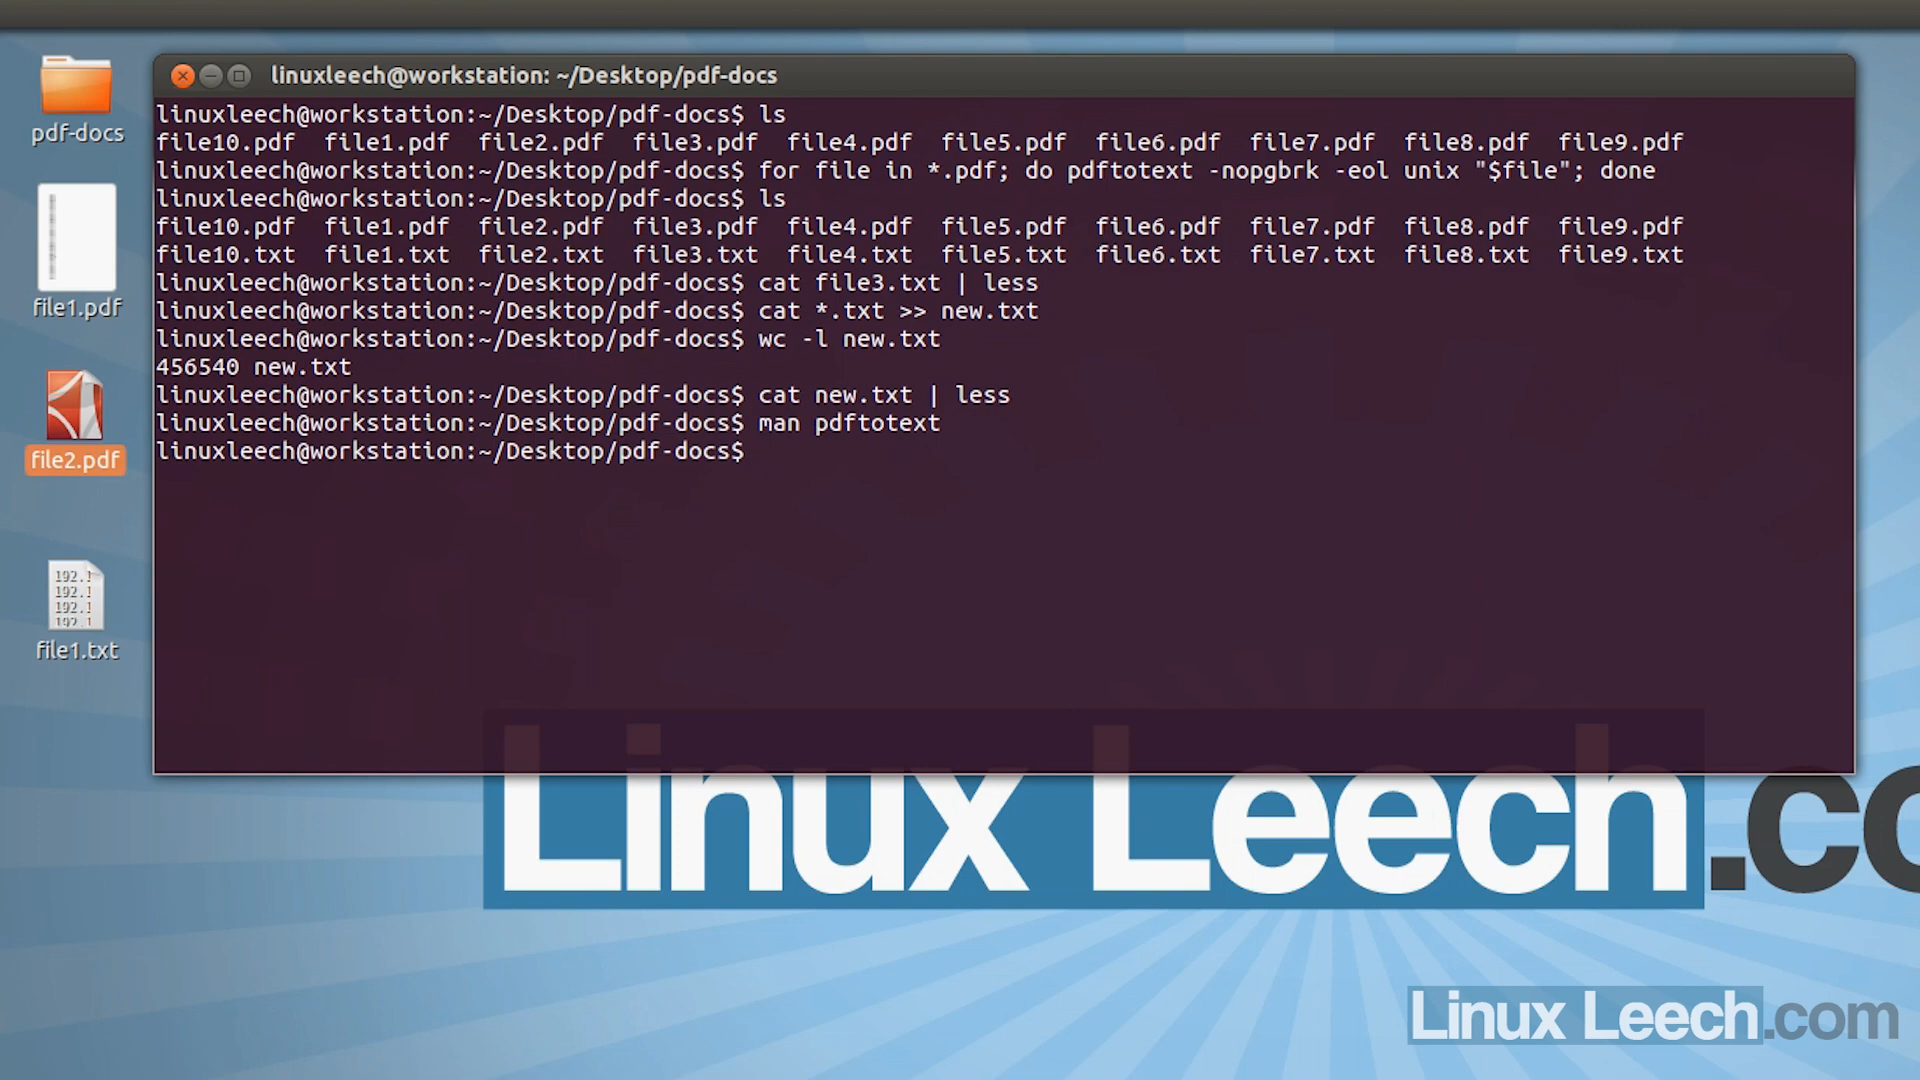 linuxleech@workstation: ~/Desktop/pdf-docs
linuxleech@workstation:~/Desktop/pdf-docs$ ls
file10.pdf  file1.pdf  file2.pdf  file3.pdf  file4.pdf  file5.pdf  file6.pdf  file7.pdf  file8.pdf  file9.pdf
linuxleech@workstation:~/Desktop/pdf-docs$ for file in *.pdf; do pdftotext -nopgbrk -eol unix "$file"; done
linuxleech@workstation:~/Desktop/pdf-docs$ ls
file10.pdf  file1.pdf  file2.pdf  file3.pdf  file4.pdf  file5.pdf  file6.pdf  file7.pdf  file8.pdf  file9.pdf
file10.txt  file1.txt  file2.txt  file3.txt  file4.txt  file5.txt  file6.txt  file7.txt  file8.txt  file9.txt
linuxleech@workstation:~/Desktop/pdf-docs$ cat file3.txt | less
linuxleech@workstation:~/Desktop/pdf-docs$ cat *.txt >> new.txt
linuxleech@workstation:~/Desktop/pdf-docs$ wc -l new.txt
456540 new.txt
linuxleech@workstation:~/Desktop/pdf-docs$ cat new.txt | less
linuxleech@workstation:~/Desktop/pdf-docs$ man pdftotext
linuxleech@workstation:~/Desktop/pdf-docs$
pdf-docs
file1.pdf
file2.pdf
192.1
192.1
192.1
192.1
file1.txt
Linux Leech.co
Linux Leech.com